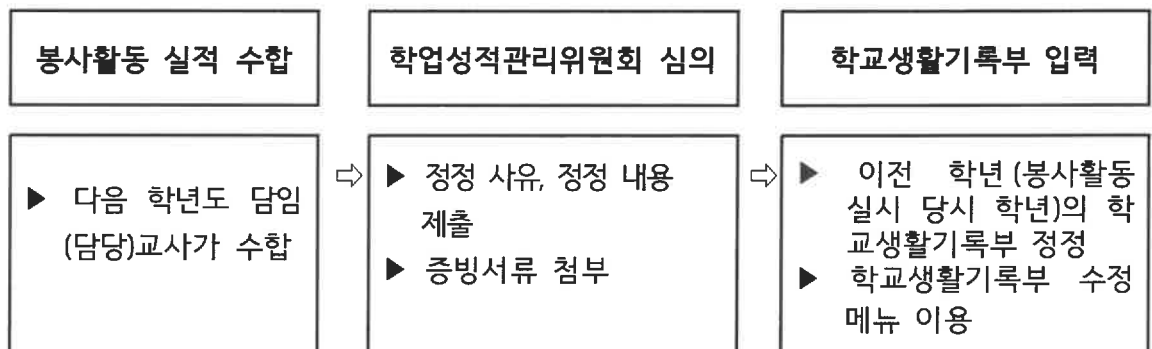 봉사활동 실적 수합
▶ 다음 학년도 담임
(담당)교사가 수합
⇨
학업성적관리위원회 심의
▶ 정정 사유, 정정 내용
제출
▶ 증빙서류 첨부
⇨
학교생활기록부 입력
▶ 이전 학년(봉사활동
실시 당시 학년)의 학
교생활기록부 정정
▶ 학교생활기록부 수정
메뉴 이용